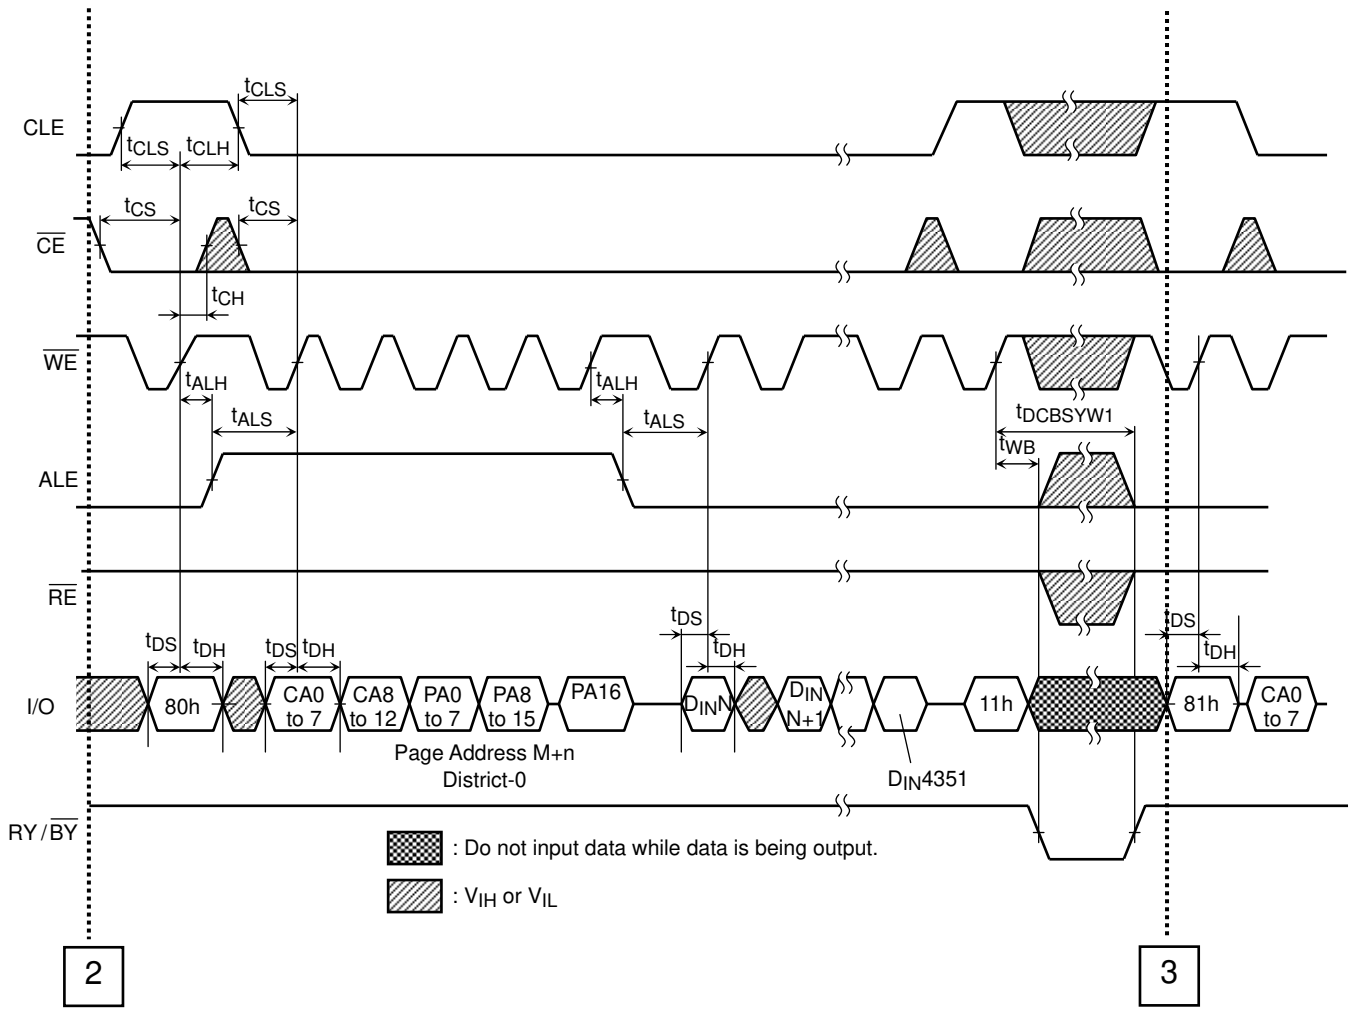 tCLS
CLE
tCLS tCLH
tCS tCS
CE
tCH
WE
tALH tALH
tDCBSYW1
tALS tALS
tWB
ALE
RE
tDS
tDH
tDS tDH tDS tDH
tDS
tDH
I/O
80h
CA0 to 7
CA8 to 12
PA0 to 7
PA8 to 15
PA16
DINN
DIN N+1
11h
81h
CA0 to 7
Page Address M+n
District-0
DIN4351
RY/BY
: Do not input data while data is being output.
: VIH or VIL
2
3